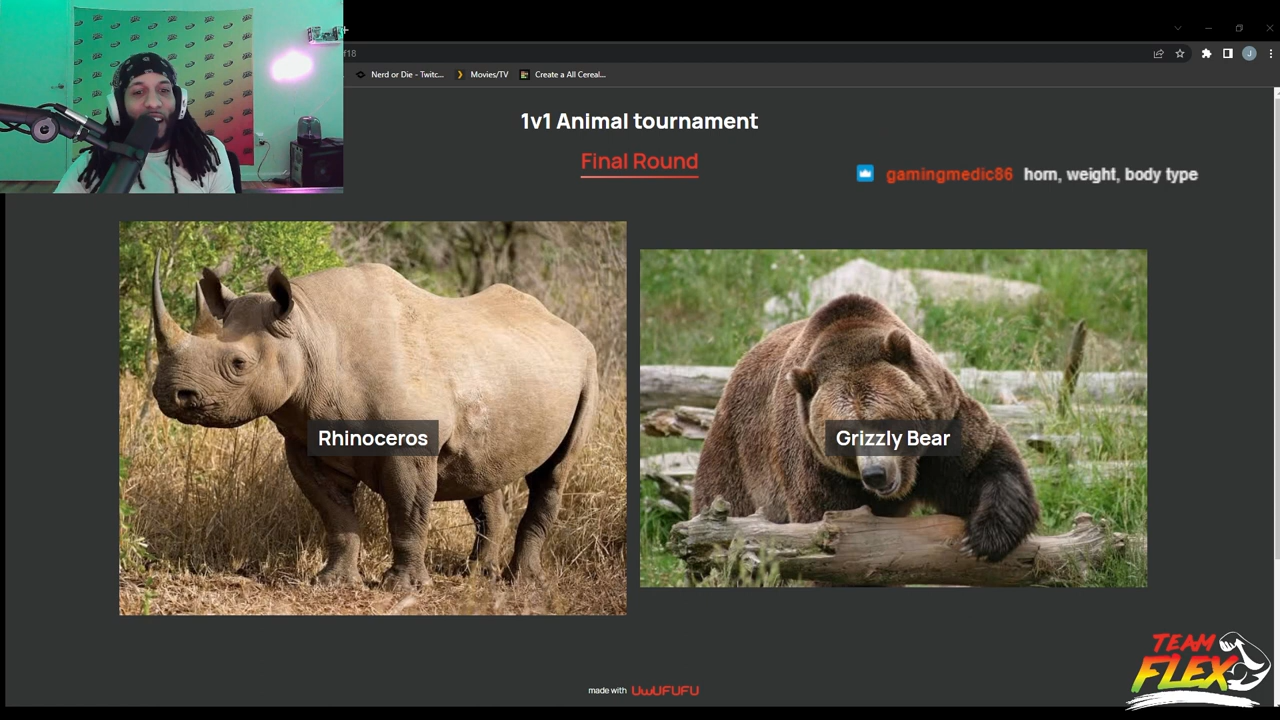 f18
Nerd or Die - Twitc...
Movies/TV
Create a All Cereal...
J
1v1 Animal tournament
Final Round
gamingmedic86 horn, weight, body type
Rhinoceros
Grizzly Bear
made with UwUFUFU
TEAM
FLEX